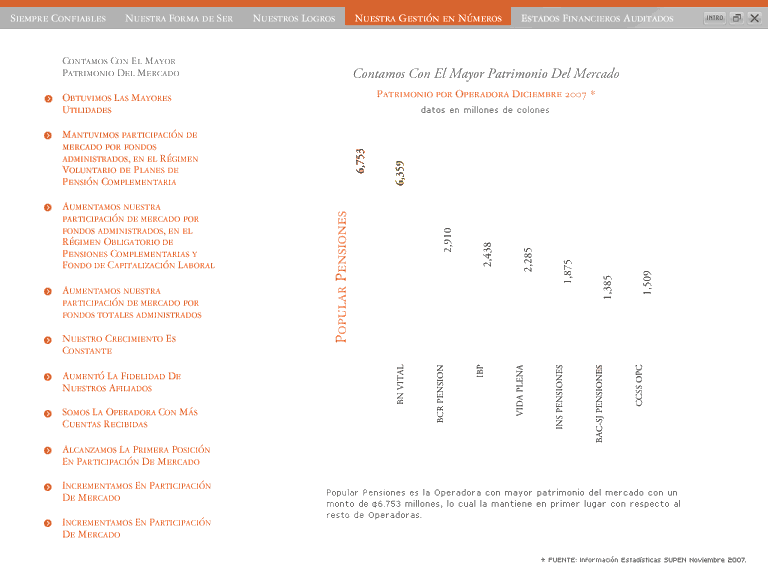 Siempre Confiables
Nuestra Forma de Ser
Nuestros Logros
Nuestra Gestión en Números
Estados Financieros Auditados
INTRO
Contamos Con El Mayor
Patrimonio Del Mercado
Obtuvimos Las Mayores
Utilidades
Mantuvimos participación de
mercado por fondos
administrados, en el Régimen
Voluntario de Planes de
Pensión Complementaria
Aumentamos nuestra
participación de mercado por
fondos administrados, en el
Régimen Obligatorio de
Pensiones Complementarias y
Fondo de Capitalización Laboral
Aumentamos nuestra
participación de mercado por
fondos totales administrados
Nuestro Crecimiento Es
Constante
Aumentó La Fidelidad De
Nuestros Afiliados
Somos La Operadora Con Más
Cuentas Recibidas
Alcanzamos La Primera Posición
En Participación De Mercado
Incrementamos En Participación
De Mercado
Incrementamos En Participación
De Mercado
Contamos Con El Mayor Patrimonio Del Mercado
Patrimonio por Operadora Diciembre 2007 *
datos en millones de colones
6,753
6,359
2,910
2,438
2,285
1,875
1,385
1,509
Popular Pensiones
BN VITAL
BCR PENSION
IBP
VIDA PLENA
INS PENSIONES
BAC-SJ PENSIONES
CCSS OPC
Popular Pensiones es la Operadora con mayor patrimonio del mercado con un
monto de ¢6.753 millones, lo cual la mantiene en primer lugar con respecto al
resto de Operadoras.
* FUENTE: Información Estadísticas SUPEN Noviembre 2007.